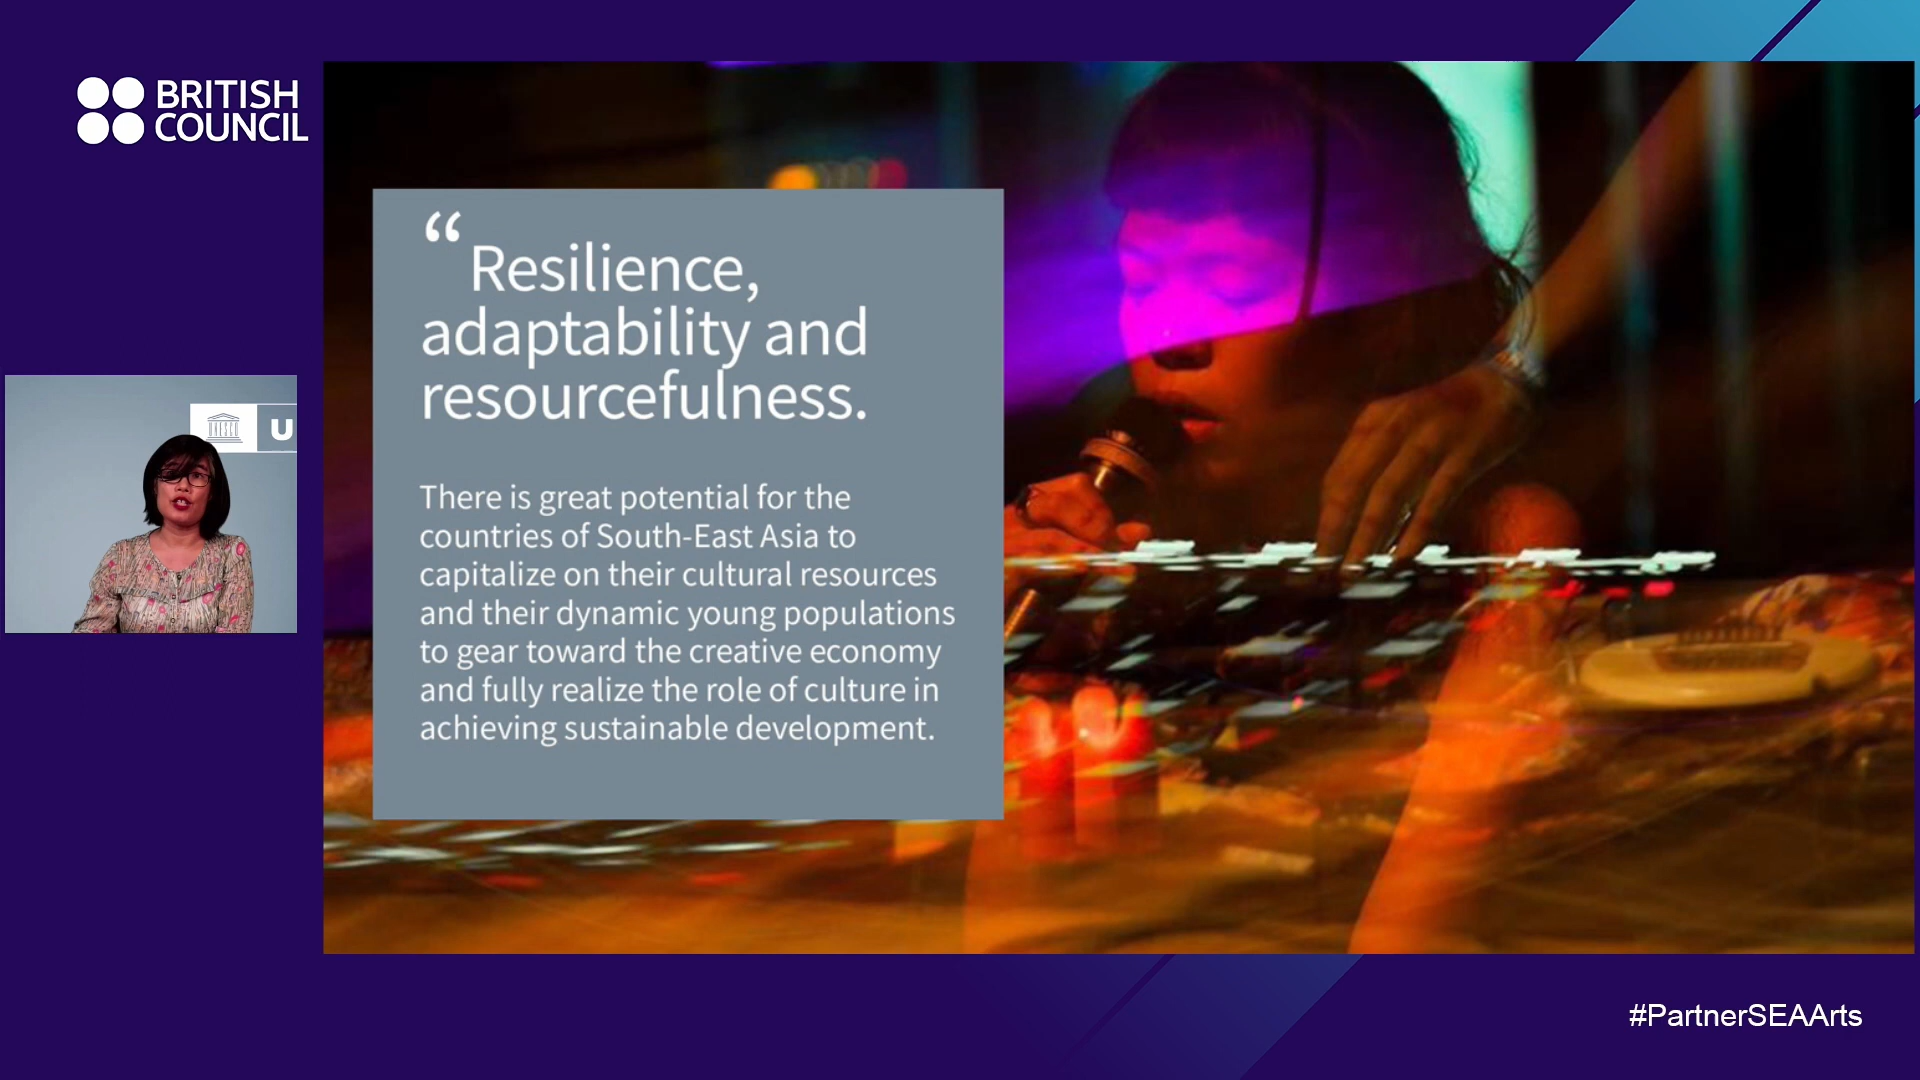 BRITISH
COUNCIL
UNESCO
U
“
Resilience,
adaptability and
resourcefulness.
There is great potential for the
countries of South-East Asia to
capitalize on their cultural resources
and their dynamic young populations
to gear toward the creative economy
and fully realize the role of culture in
achieving sustainable development.
#PartnerSEAArts